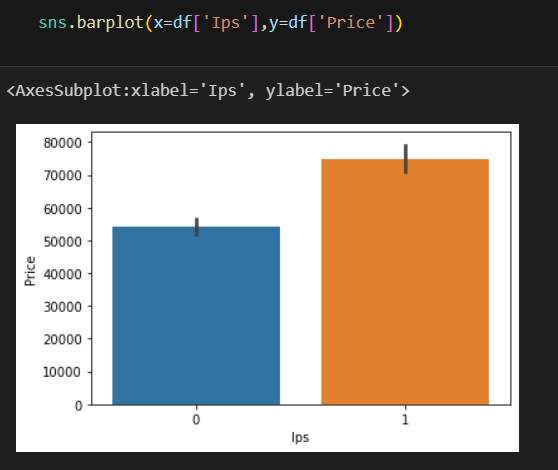 sns.barplot(x=df['Ips'],y=df['Price'])
<AxesSubplot:xlabel='Ips', ylabel='Price'>
80000
70000
60000
50000
40000
30000
20000
10000
0
Price
0 1
Ips